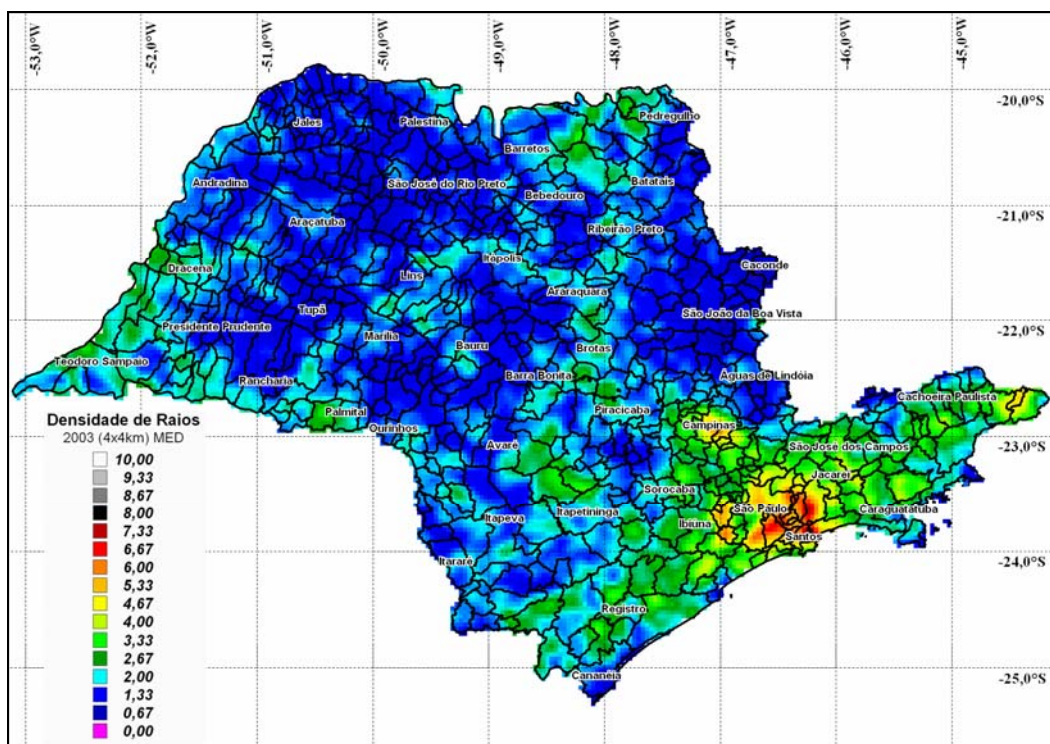 -53,0°W
-52,0°W
-51,0°W
-50,0°W
-49,0°W
-48,0°W
-47,0°W
-46,0°W
-45,0°W
-20,0°S
Pedregulho
Jales
Palestina
Barretos
Andradina
São José do Rio Preto
Batatais
Bebedouro
-21,0°S
Araçatuba
Ribeirão Preto
Itápolis
Caconde
Dracena
Lins
Araraquara
Tupã
São João da Boa Vista
-22,0°S
Presidente Prudente
Marília
Bauru
Brotas
Teodoro Sampaio
Rancharia
Barra Bonita
Águas de Lindóia
Cachoeira Paulista
Palmital
Piracicaba
Ourinhos
Campinas
-23,0°S
Avaré
São José dos Campos
Jacareí
Sorocaba
São Paulo
Caraguatatuba
Itapeva
Itapetininga
Ibiúna
Santos
Itararé
-24,0°S
Registro
Cananéia
-25,0°S
Densidade de Raios
2003 (4x4km) MED
10,00
9,33
8,67
8,00
7,33
6,67
6,00
5,33
4,67
4,00
3,33
2,67
2,00
1,33
0,67
0,00